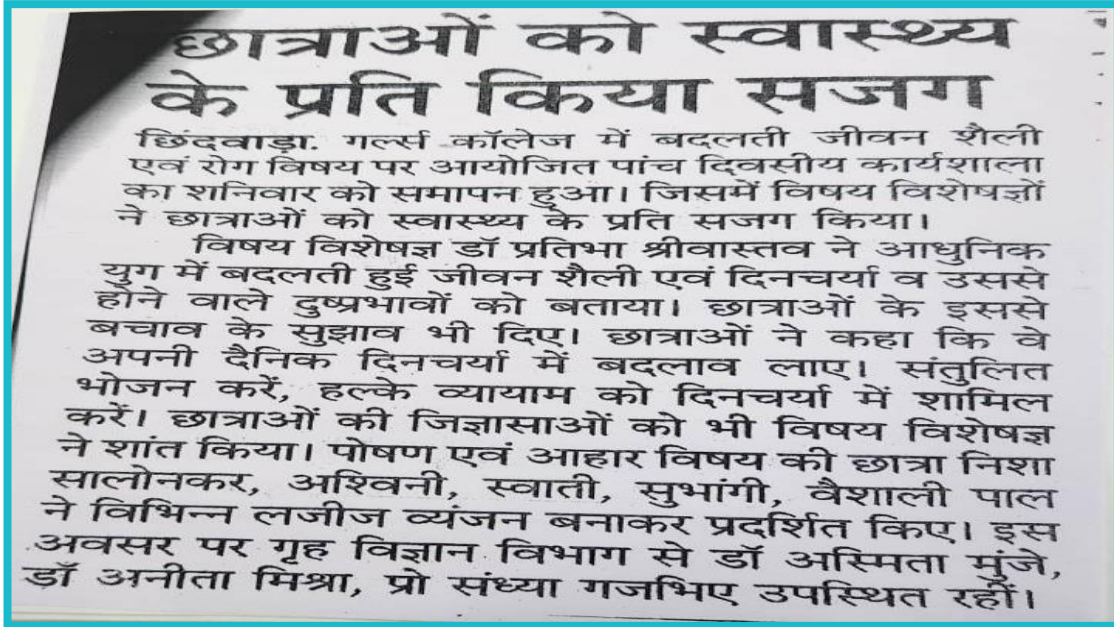 छात्राओं को स्वास्थ्य
के प्रति किया सजग
छिंदवाड़ा. गर्ल्स कॉलेज में बदलती जीवन शैली
एवं रोग विषय पर आयोजित पांच दिवसीय कार्यशाला
का शनिवार को समापन हुआ। जिसमें विषय विशेषज्ञों
ने छात्राओं को स्वास्थ्य के प्रति सजग किया।
विषय विशेषज्ञ डॉ प्रतिभा श्रीवास्तव ने आधुनिक
युग में बदलती हुई जीवन शैली एवं दिनचर्या व उससे
होने वाले दुष्प्रभावों को बताया। छात्राओं के इससे
बचाव के सुझाव भी दिए। छात्राओं ने कहा कि वे
अपनी दैनिक दिनचर्या में बदलाव लाए। संतुलित
भोजन करें, हल्के व्यायाम को दिनचर्या में शामिल
करें। छात्राओं की जिज्ञासाओं को भी विषय विशेषज्ञ
ने शांत किया। पोषण एवं आहार विषय की छात्रा निशा
सालोनकर, अश्विनी, स्वाती, सुभांगी, वैशाली पाल
ने विभिन्न लजीज व्यंजन बनाकर प्रदर्शित किए। इस
अवसर पर गृह विज्ञान विभाग से डॉ अस्मिता मुंजे,
डॉ अनीता मिश्रा, प्रो संध्या गजभिए उपस्थित रहीं।